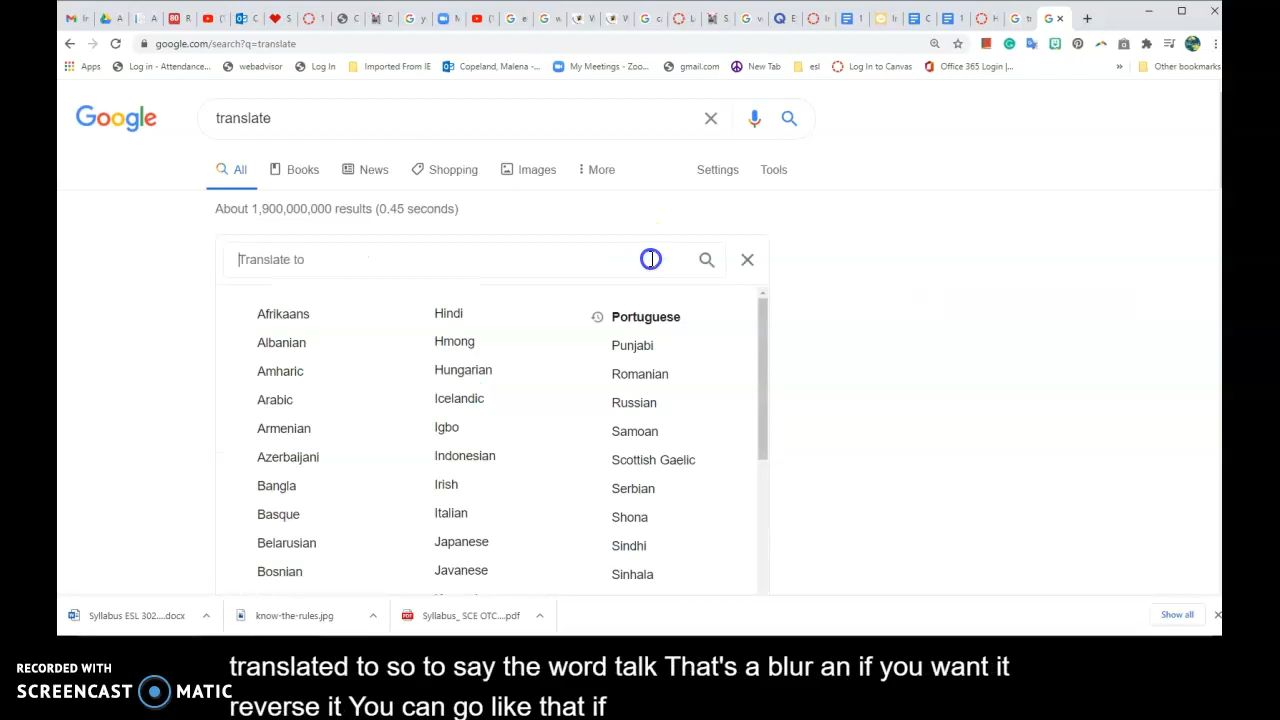 google.com/search?q=translate
Apps
Log in - Attendance...
webadvisor
Log In
Imported From IE
Copeland, Malena -...
My Meetings - Zoo...
gmail.com
New Tab
esl
Log In to Canvas
Office 365 Login |...
»
Other bookmarks
Google
translate
All
Books
News
Shopping
Images
More
Settings
Tools
About 1,900,000,000 results (0.45 seconds)
Translate to
Afrikaans
Albanian
Amharic
Arabic
Armenian
Azerbaijani
Bangla
Basque
Belarusian
Bosnian
Hindi
Hmong
Hungarian
Icelandic
Igbo
Indonesian
Irish
Italian
Japanese
Javanese
Portuguese
Punjabi
Romanian
Russian
Samoan
Scottish Gaelic
Serbian
Shona
Sindhi
Sinhala
Syllabus ESL 302....docx
know-the-rules.jpg
Syllabus_ SCE OTC....pdf
Show all
translated to so to say the word talk That's a blur an if you want it
reverse it You can go like that if
RECORDED WITH
SCREENCAST MATIC